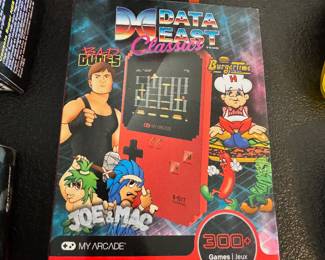 DATA
EAST
Classics
BAD
DUDES
BurgerTime
JOE & MAC
MY ARCADE
300+
Games | Jeux